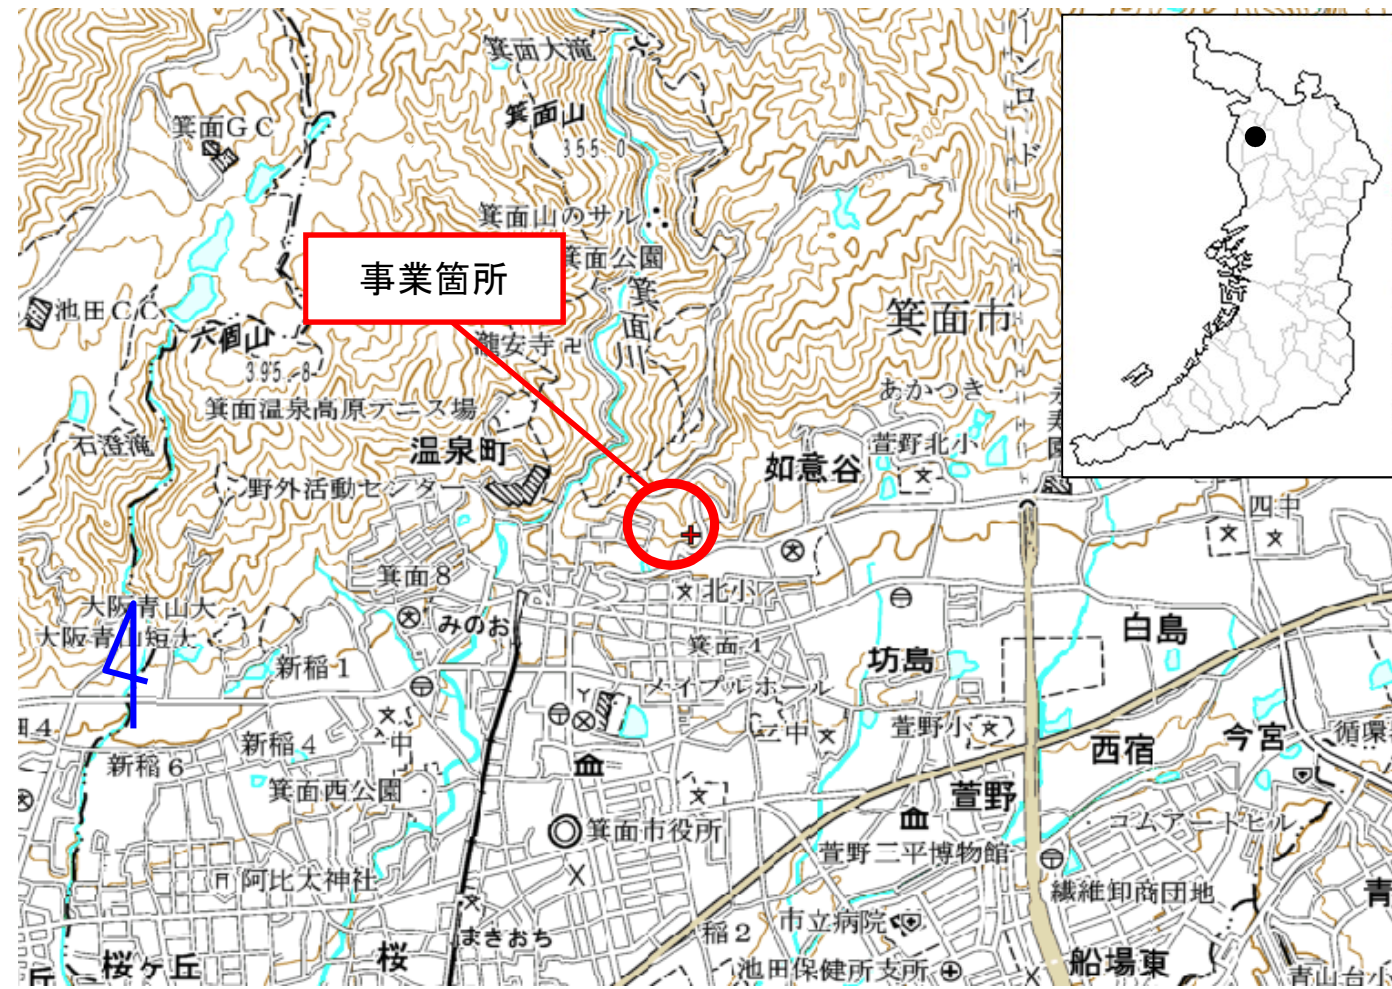 箕面大滝
箕面GC
箕面山
355.0
箕面山のサル
箕面公園
事業箇所
箕面川
箕面市
池田CC
六個山
395.8
瀧安寺
箕面温泉高原テニス場
あかつき
石澄滝
温泉町
萱野北小
如意谷
野外活動センター
四中
箕面8
北小
大阪青山大
みのお
大阪青山短大
白島
箕面4
坊島
新稲1
メイプルホール
新稲4
一中
二中
萱野小
西宿
今宮
新稲6
箕面西公園
萱野
箕面市役所
コムアートヒル
萱野三平博物館
阿比太神社
繊維卸商団地
青
稲2
市立病院
まきおち
桜ヶ丘
桜
池田保健所支所
船場東
青山台小
丘